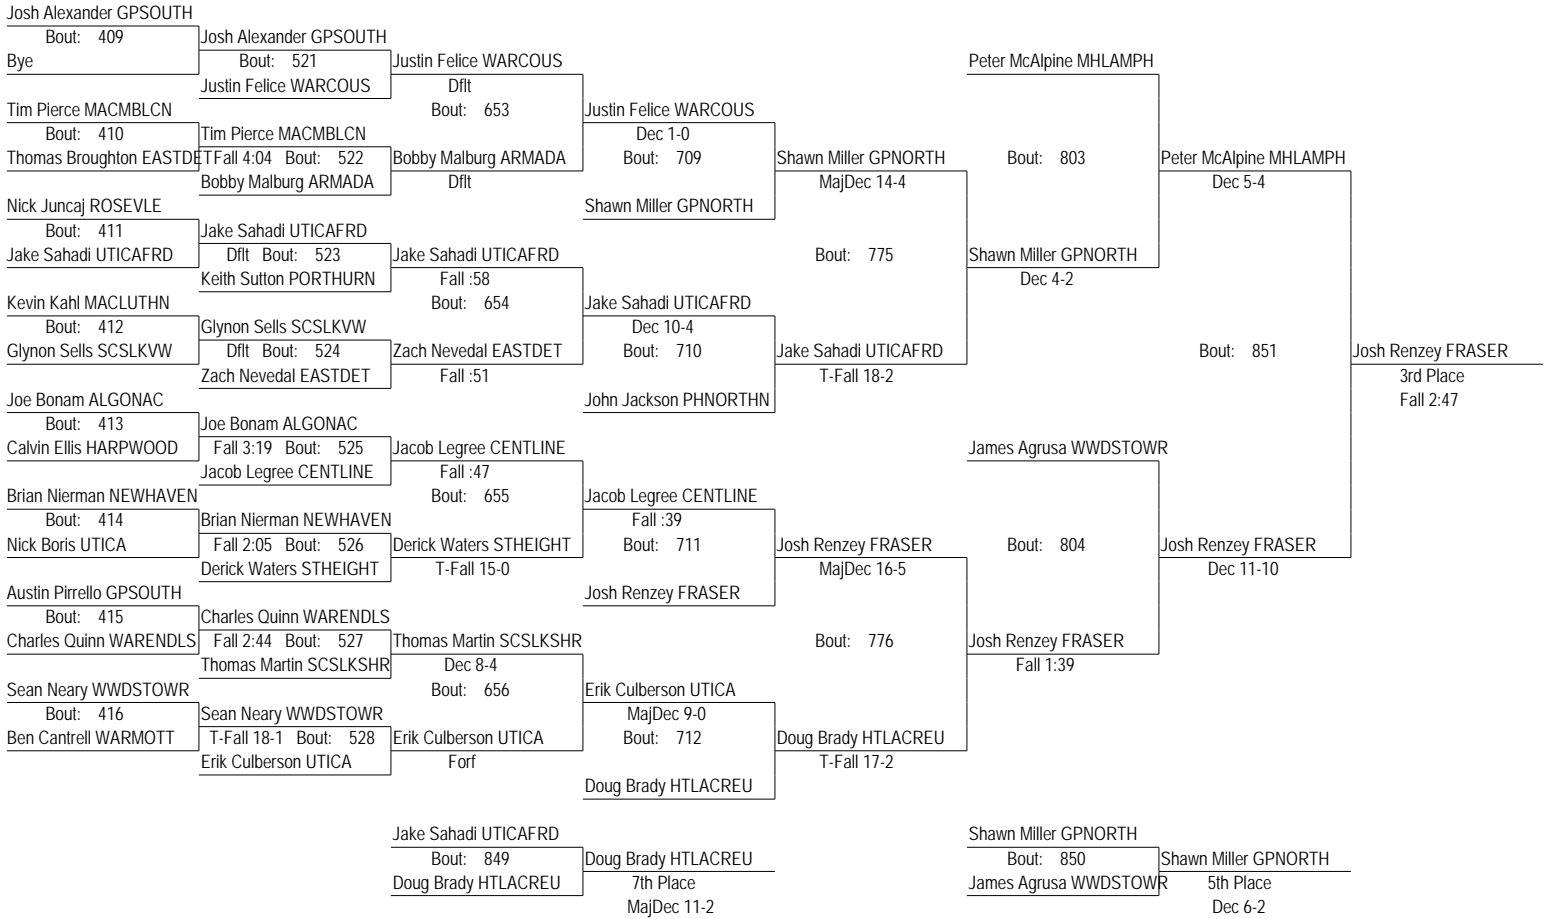 Josh Alexander GPSOUTH
Bout: 409
Bye
Tim Pierce MACMBLCN
Bout: 410
Thomas Broughton EASTDET
Nick Juncaj ROSEVLE
Bout: 411
Jake Sahadi UTICAFRD
Kevin Kahl MACLUTHN
Bout: 412
Glynon Sells SCSLKVW
Joe Bonam ALGONAC
Bout: 413
Calvin Ellis HARPWOOD
Brian Nierman NEWHAVEN
Bout: 414
Nick Boris UTICA
Austin Pirrello GPSOUTH
Bout: 415
Charles Quinn WARENDLS
Sean Neary WWDSTOWR
Bout: 416
Ben Cantrell WARMOTT
Josh Alexander GPSOUTH
Bout: 521
Justin Felice WARCOUS
Tim Pierce MACMBLCN
Fall 4:04 Bout: 522
Bobby Malburg ARMADA
Jake Sahadi UTICAFRD
Dflt Bout: 523
Keith Sutton PORTHURN
Glynon Sells SCSLKVW
Dflt Bout: 524
Zach Nevedal EASTDET
Joe Bonam ALGONAC
Fall 3:19 Bout: 525
Jacob Legree CENTLINE
Brian Nierman NEWHAVEN
Fall 2:05 Bout: 526
Derick Waters STHEIGHT
Charles Quinn WARENDLS
Fall 2:44 Bout: 527
Thomas Martin SCSLKSHR
Sean Neary WWDSTOWR
T-Fall 18-1 Bout: 528
Erik Culberson UTICA
Justin Felice WARCOUS
Dflt
Bout: 653
Bobby Malburg ARMADA
Dflt
Jake Sahadi UTICAFRD
Fall :58
Bout: 654
Zach Nevedal EASTDET
Fall :51
Jacob Legree CENTLINE
Fall :47
Bout: 655
Derick Waters STHEIGHT
T-Fall 15-0
Thomas Martin SCSLKSHR
Dec 8-4
Bout: 656
Erik Culberson UTICA
Forf
Justin Felice WARCOUS
Dec 1-0
Bout: 709
Shawn Miller GPNORTH
Jake Sahadi UTICAFRD
Dec 10-4
Bout: 710
John Jackson PHNORTHN
Jacob Legree CENTLINE
Fall :39
Bout: 711
Josh Renzey FRASER
Erik Culberson UTICA
MajDec 9-0
Bout: 712
Doug Brady HTLACREU
Shawn Miller GPNORTH
MajDec 14-4
Bout: 775
Jake Sahadi UTICAFRD
T-Fall 18-2
Josh Renzey FRASER
MajDec 16-5
Bout: 776
Doug Brady HTLACREU
T-Fall 17-2
Peter McAlpine MHLAMPH
Bout: 803
Shawn Miller GPNORTH
Dec 4-2
James Agrusa WWDSTOWR
Bout: 804
Josh Renzey FRASER
Fall 1:39
Peter McAlpine MHLAMPH
Dec 5-4
Bout: 851
Josh Renzey FRASER
Dec 11-10
Josh Renzey FRASER
3rd Place
Fall 2:47
Jake Sahadi UTICAFRD
Bout: 849
Doug Brady HTLACREU
Doug Brady HTLACREU
7th Place
MajDec 11-2
Shawn Miller GPNORTH
Bout: 850
James Agrusa WWDSTOWR
Shawn Miller GPNORTH
5th Place
Dec 6-2